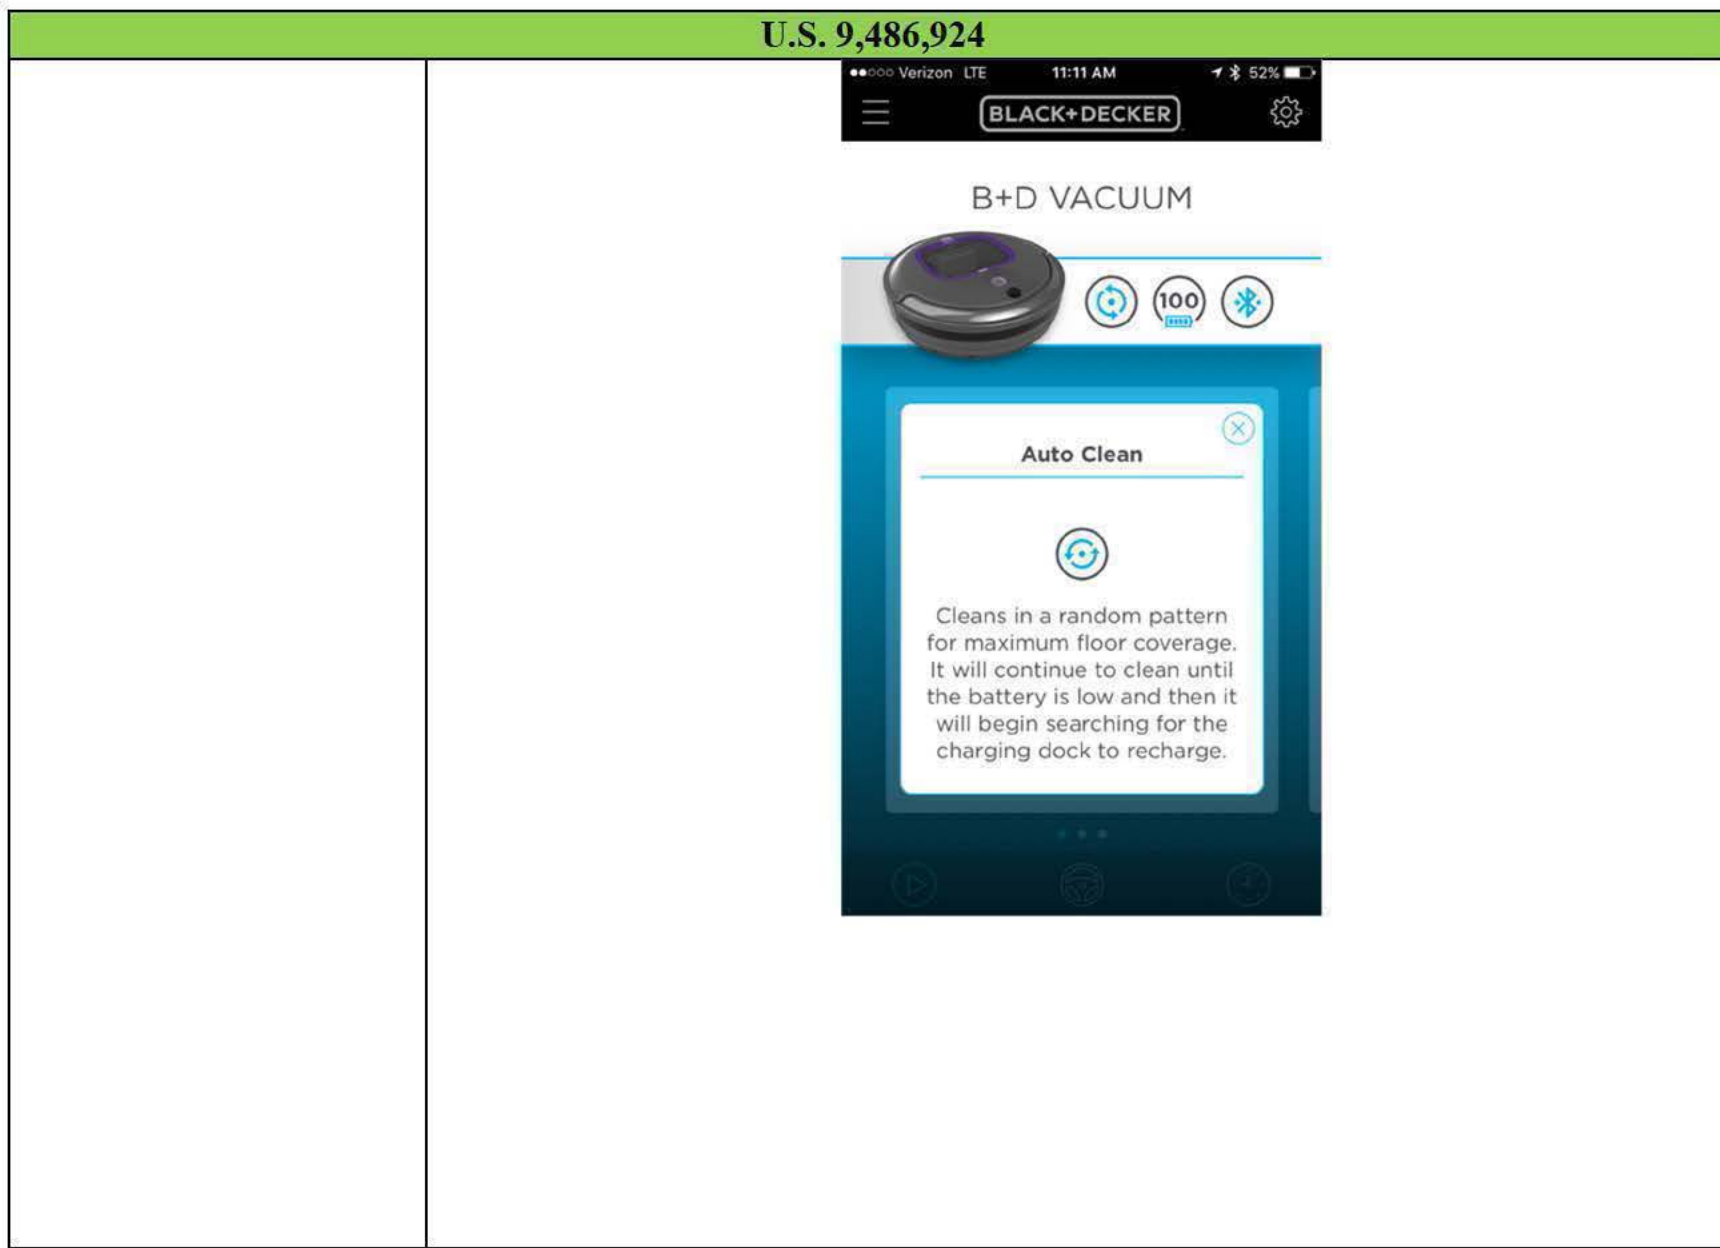 U.S. 9,486,924
Verizon LTE 11:11 AM 52%
BLACK+DECKER
B+D VACUUM
100
Auto Clean
Cleans in a random pattern
for maximum floor coverage.
It will continue to clean until
the battery is low and then it
will begin searching for the
charging dock to recharge.